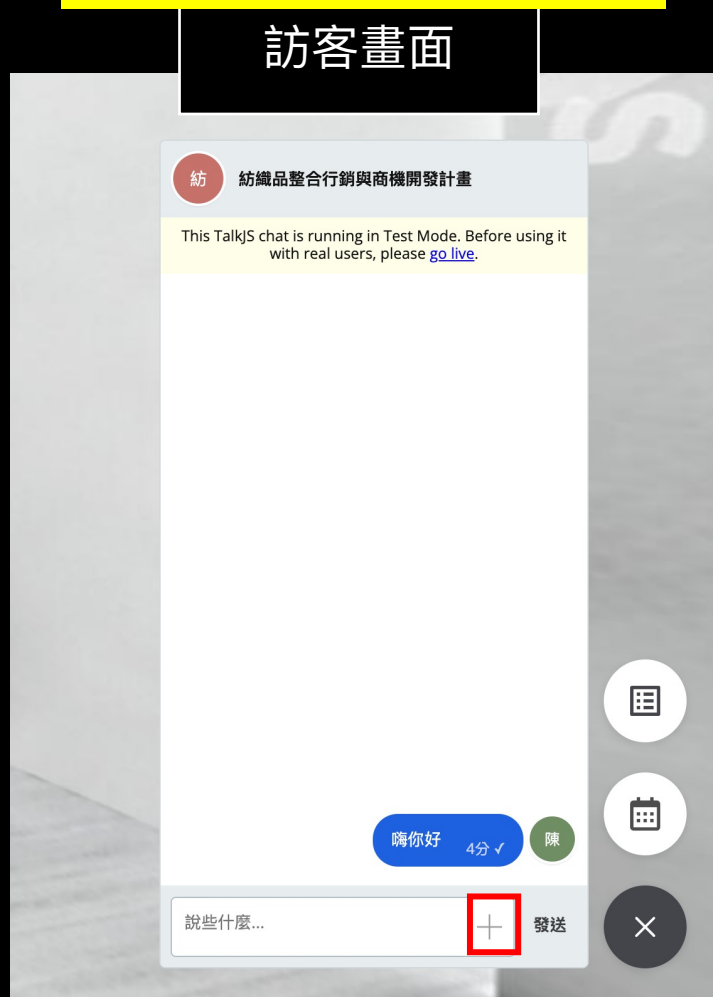 訪客畫面
紡
紡織品整合行銷與商機開發計畫
This TalkJS chat is running in Test Mode. Before using it
with real users, please go live.
嗨你好 4分 ✓
陳
說些什麼...
發送